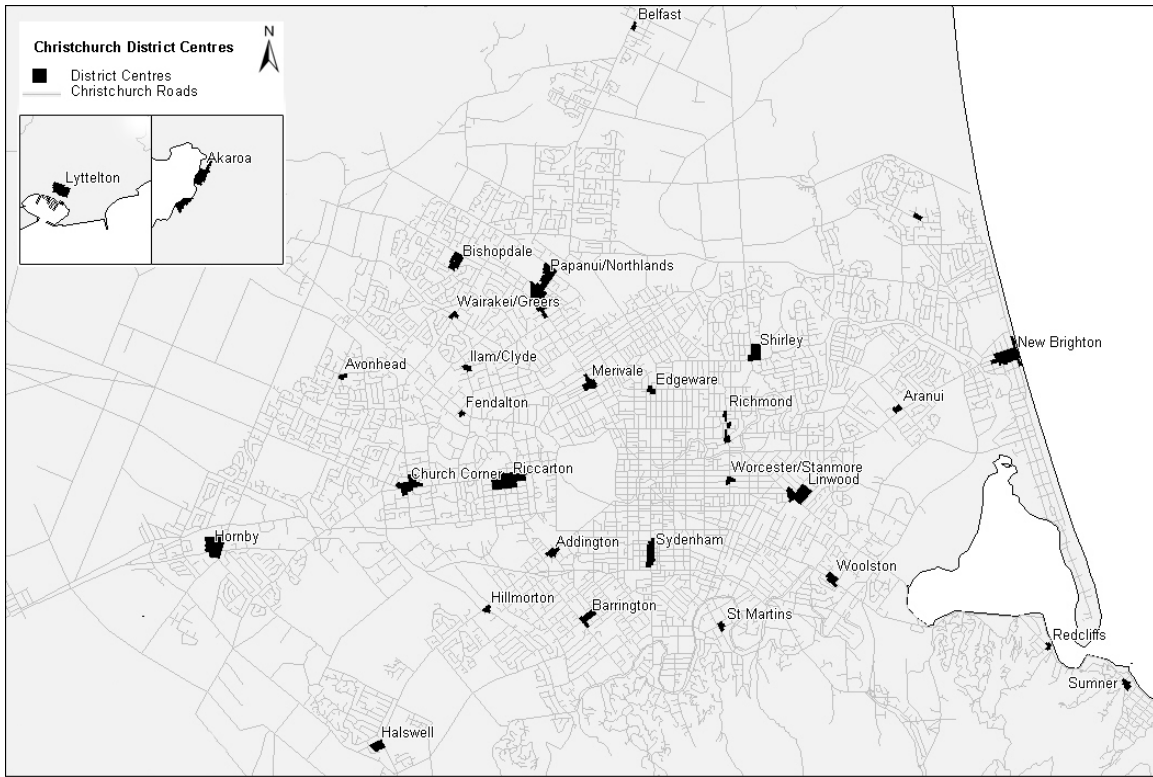 Belfast
N
Christchurch District Centres
District Centres
Christchurch Roads
Lyttelton
Akaroa
Bishopdale
Papanui/Northlands
Wairakei/Greers
Shirley
New Brighton
Avonhead
Ilam/Clyde
Merivale
Edgeware
Fendalton
Richmond
Aranui
Church Corner
Riccarton
Worcester/Stanmore
Linwood
Hornby
Addington
Sydenham
Woolston
Hillmorton
Barrington
St Martins
Redcliffs
Sumner
Halswell